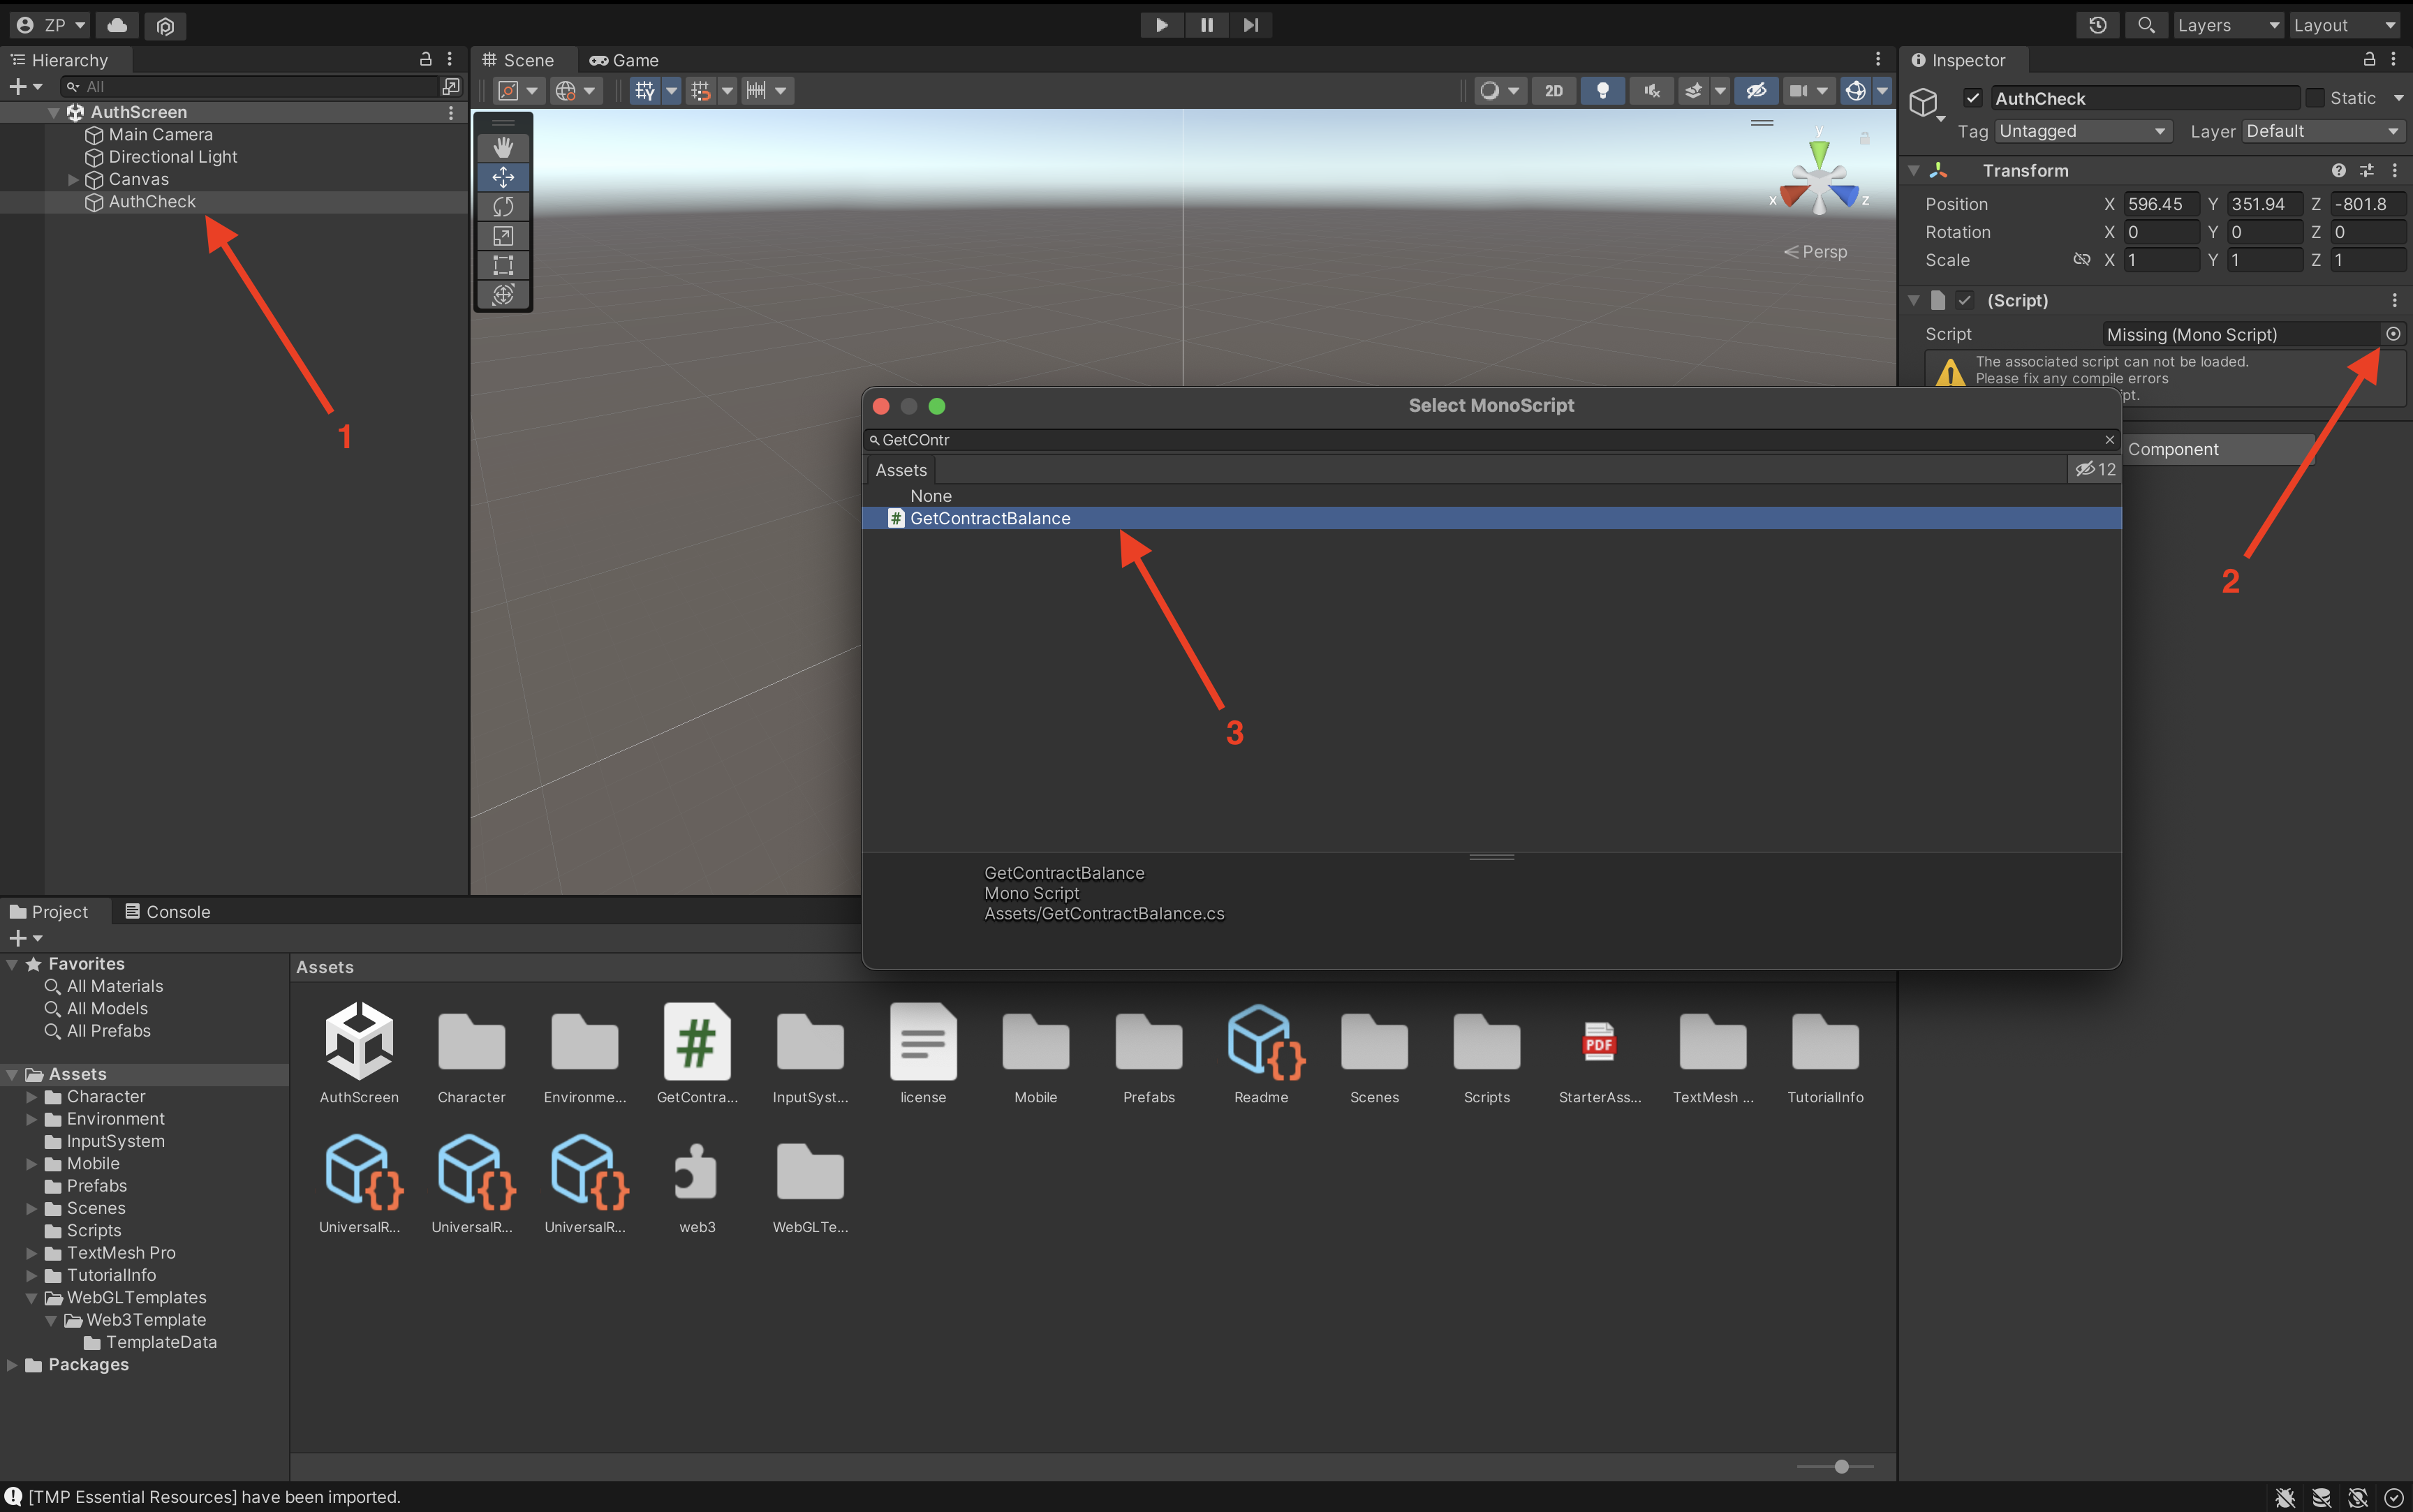 ZP
Layers
Layout
Hierarchy
Scene
Game
Inspector
All
2D
AuthCheck
Static
Tag
Untagged
Layer
Default
AuthScreen
Main Camera
Directional Light
Canvas
AuthCheck
1
y
x
z
Persp
Transform
Position
X 596.45 Y 351.94 Z -801.8
Rotation
X 0 Y 0 Z 0
Scale
X 1 Y 1 Z 1
(Script)
Script
Missing (Mono Script)
The associated script can not be loaded.
Please fix any compile errors
pt.
Component
2
Select MonoScript
GetCOntr
Assets
12
None
# GetContractBalance
3
GetContractBalance
Mono Script
Assets/GetContractBalance.cs
Project
Console
Favorites
All Materials
All Models
All Prefabs
Assets
Character
Environment
InputSystem
Mobile
Prefabs
Scenes
Scripts
TextMesh Pro
TutorialInfo
WebGLTemplates
Web3Template
TemplateData
Packages
Assets
#
{}
PDF
AuthScreen
Character
Environme...
GetContra...
InputSyst...
license
Mobile
Prefabs
Readme
Scenes
Scripts
StarterAss...
TextMesh ...
TutorialInfo
{}
{}
{}
UniversalR...
UniversalR...
UniversalR...
web3
WebGLTe...
[TMP Essential Resources] have been imported.